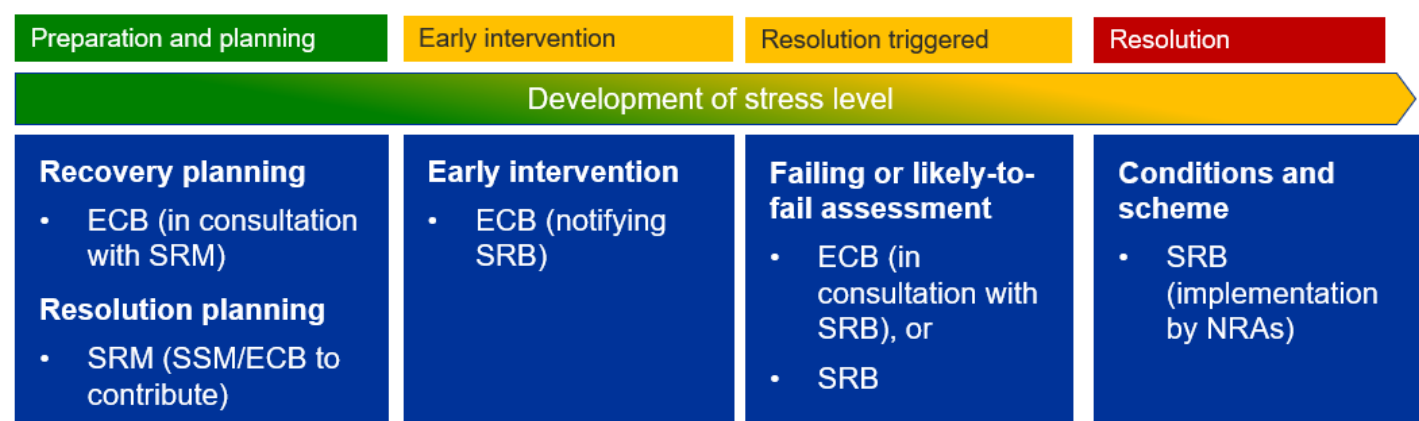 Preparation and planning
Early intervention
Resolution triggered
Resolution
Development of stress level
Recovery planning
• ECB (in consultation
with SRM)
Resolution planning
• SRM (SSM/ECB to
contribute)
Early intervention
• ECB (notifying
SRB)
Failing or likely-to-
fail assessment
• ECB (in
consultation with
SRB), or
• SRB
Conditions and
scheme
• SRB
(implementation
by NRAs)